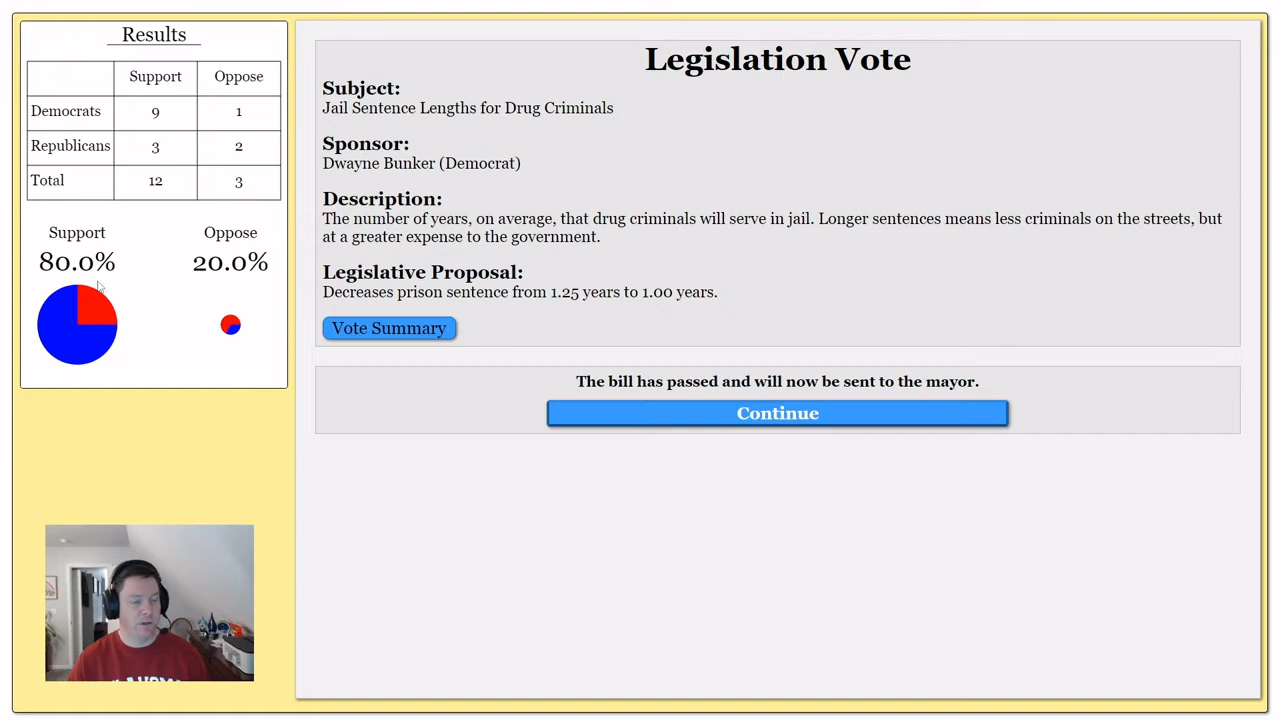 Results
Support Oppose
Democrats 9 1
Republicans 3 2
Total 12 3
Support Oppose
80.0% 20.0%
Legislation Vote
Subject:
Jail Sentence Lengths for Drug Criminals
Sponsor:
Dwayne Bunker (Democrat)
Description:
The number of years, on average, that drug criminals will serve in jail. Longer sentences means less criminals on the streets, but
at a greater expense to the government.
Legislative Proposal:
Decreases prison sentence from 1.25 years to 1.00 years.
Vote Summary
The bill has passed and will now be sent to the mayor.
Continue